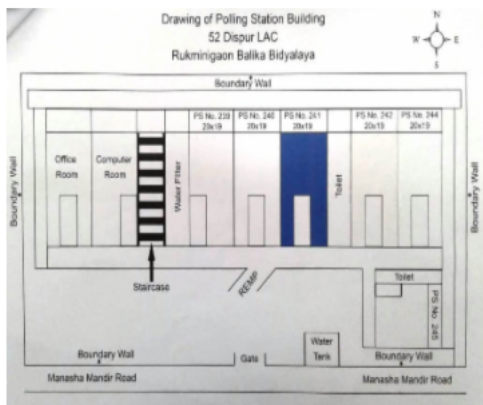 Drawing of Polling Station Building
52 Dispur LAC
Rukminigaon Balika Bidyalaya
N
W E
S
Boundary Wall
PS No. 239
20x19
PS No. 240
20x19
PS No. 241
20x19
PS No. 242
20x19
PS No. 244
20x19
Office
Room
Computer
Room
Water Filter
Toilet
Boundary Wall
Boundary Wall
Staircase
REMP
Toilet
PS No. 245
Water
Tank
Boundary Wall
Gate
Boundary Wall
Manasha Mandir Road
Manasha Mandir Road